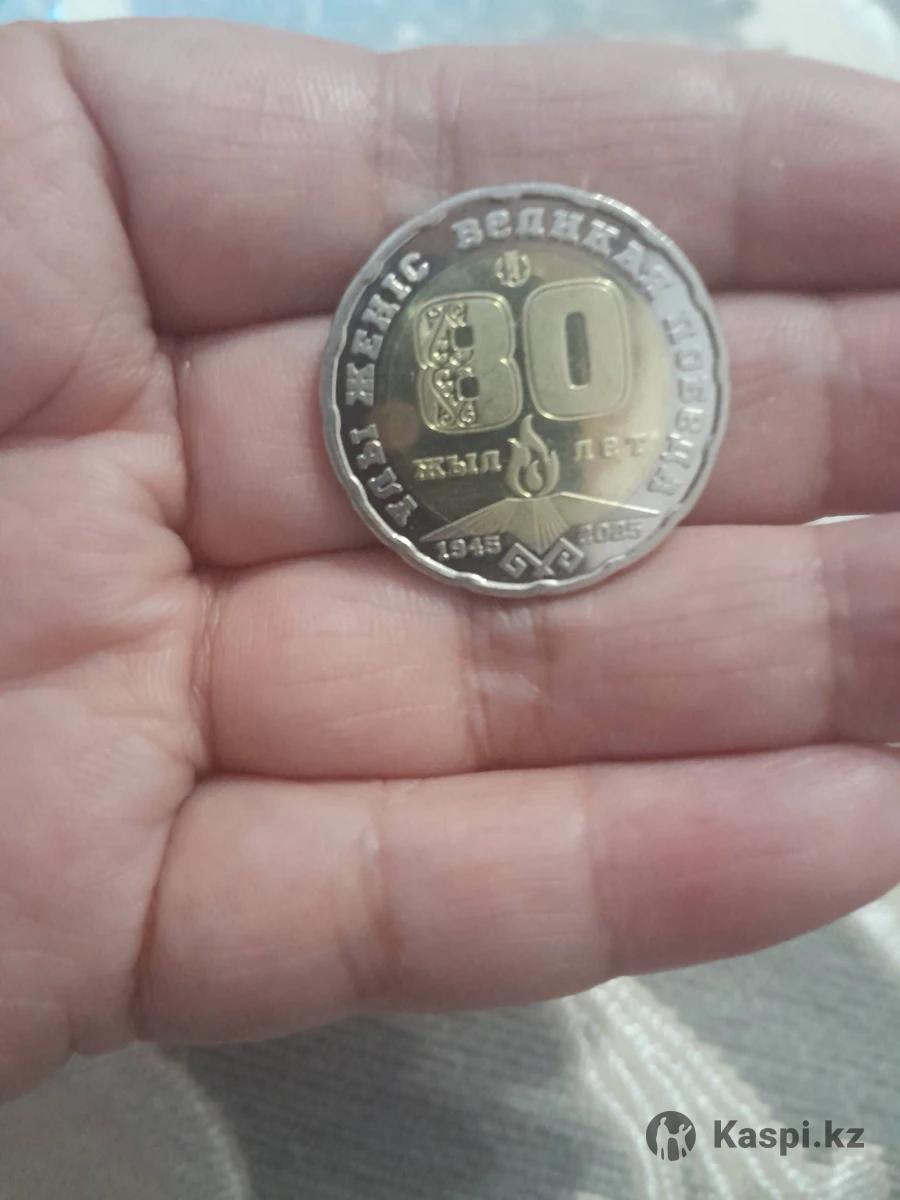 ҰЛЫ ЖЕҢІС ВЕЛИКАЯ ПОБЕДА
80
ЖЫЛ ЛЕТ
1945 2025
Kaspi.kz